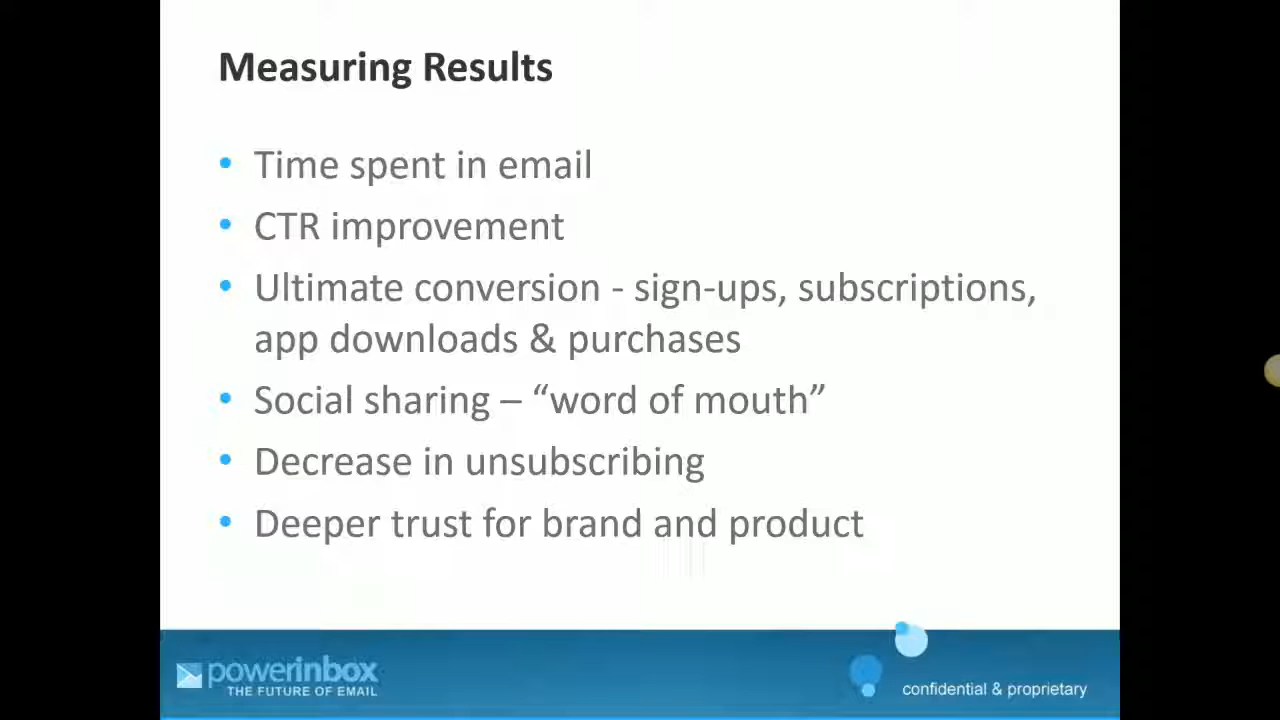 Measuring Results
• Time spent in email
• CTR improvement
• Ultimate conversion - sign-ups, subscriptions,
app downloads & purchases
• Social sharing – “word of mouth”
• Decrease in unsubscribing
• Deeper trust for brand and product
powerinbox
THE FUTURE OF EMAIL
confidential & proprietary